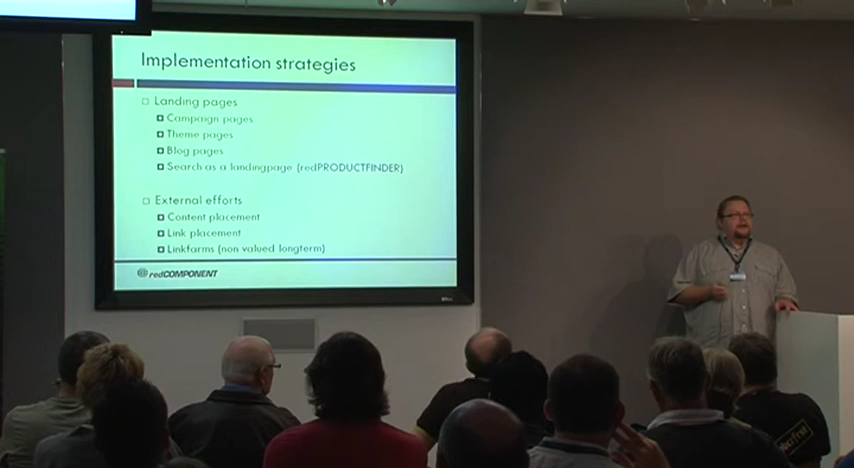 Implementation strategies
Landing pages
Campaign pages
Theme pages
Blog pages
Search as a landingpage (redPRODUCTFINDER)
External efforts
Content placement
Link placement
Linkfarms (non valued longterm)
redCOMPONENT